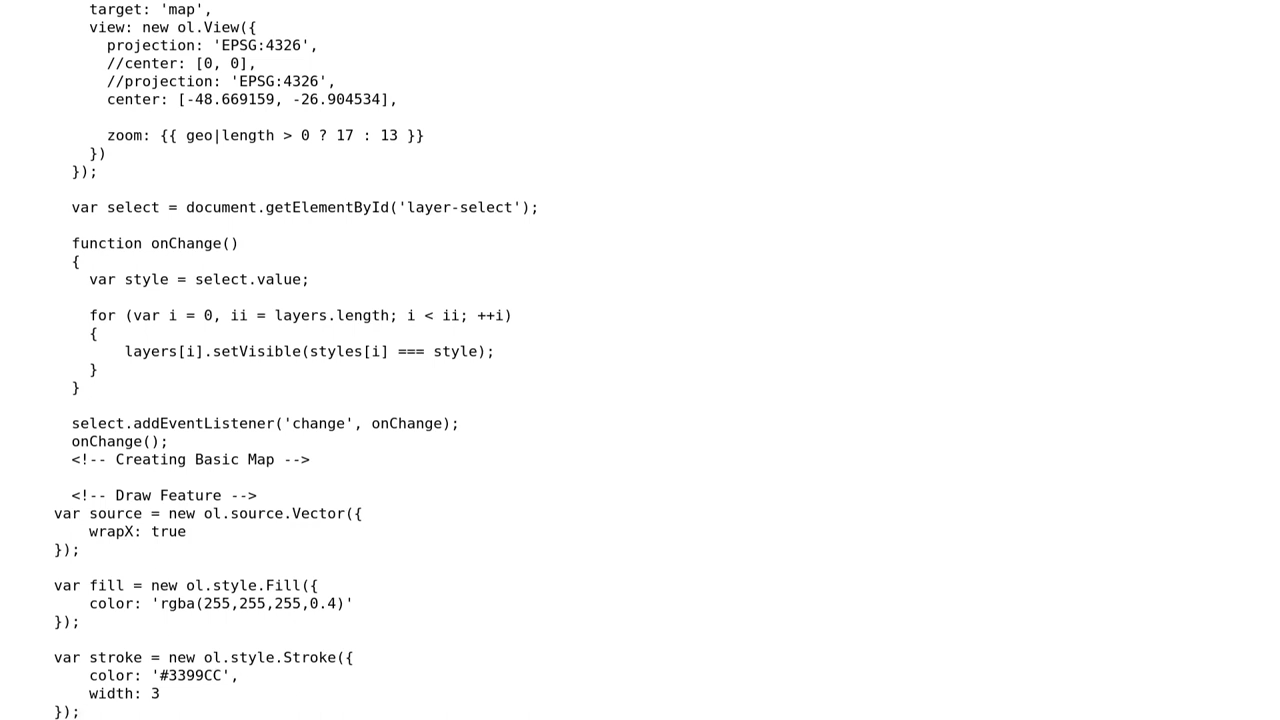 target: 'map',
view: new ol.View({
projection: 'EPSG:4326',
//center: [0, 0],
//projection: 'EPSG:4326',
center: [-48.669159, -26.904534],
zoom: {{ geo|length > 0 ? 17 : 13 }}
})
});
var select = document.getElementById('layer-select');
function onChange()
{
var style = select.value;
for (var i = 0, ii = layers.length; i < ii; ++i)
{
layers[i].setVisible(styles[i] === style);
}
}
select.addEventListener('change', onChange);
onChange();
<!-- Creating Basic Map -->
<!-- Draw Feature -->
var source = new ol.source.Vector({
wrapX: true
});
var fill = new ol.style.Fill({
color: 'rgba(255,255,255,0.4)'
});
var stroke = new ol.style.Stroke({
color: '#3399CC',
width: 3
});